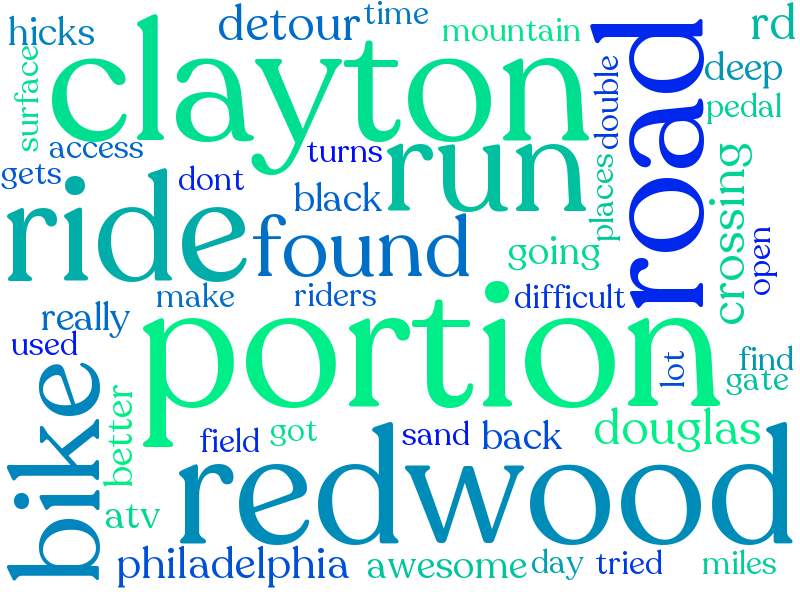 hicks
detour
time
mountain
rd
surface
clayton
road
double
deep
pedal
access
turns
run
gets
dont
black
places
crossing
ride
found
going
open
make
riders
difficult
really
used
portion
lot
find
gate
bike
better
field
got
sand
back
douglas
redwood
atv
philadelphia
awesome
day
tried
miles